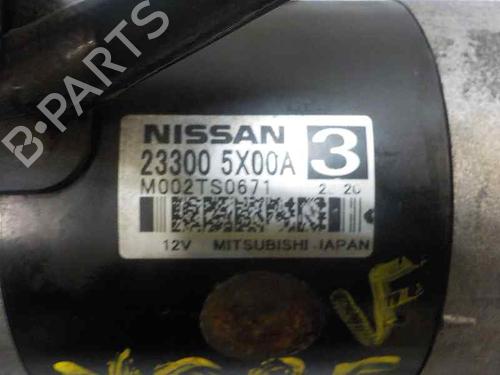 B-PARTS
NISSAN 3
23300 5X00A
M002TS0671
12V MITSUBISHI JAPAN